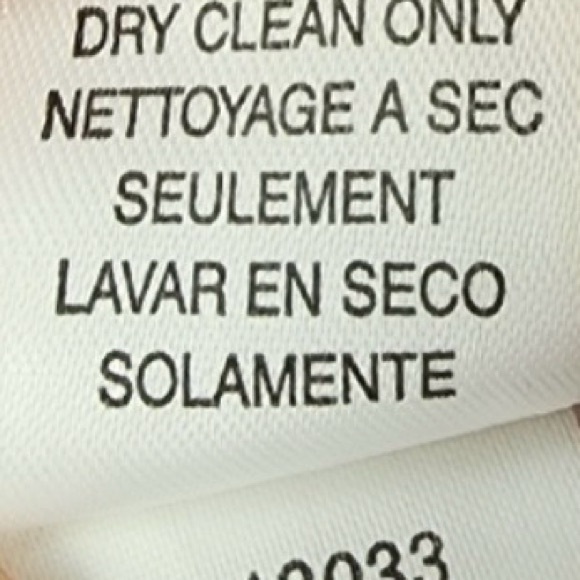 DRY CLEAN ONLY
NETTOYAGE A SEC
SEULEMENT
LAVAR EN SECO
SOLAMENTE